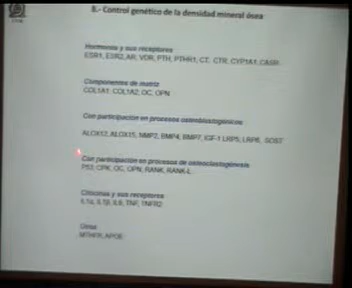 8.- Control genético de la densidad mineral ósea
Hormonas y sus receptores
ESR1, ESR2, AR, VDR, PTH, PTHR1, CT, CTR, CYP1A1, CASR
Componentes de matriz
COL1A1, COL1A2, OC, OPN
Con participación en procesos osteoblastogénicos
ALOX12, ALOX15, NMP2, BMP4, BMP7, IGF-1 LRP5, LRP6, SOST
Con participación en procesos de osteoclastogénesis
P53, OPK, OC, OPN, RANK, RANK-L
Citocinas y sus receptores
IL1α, IL1β, IL6, TNF, TNFR2
Otros
MTHFR, APOE